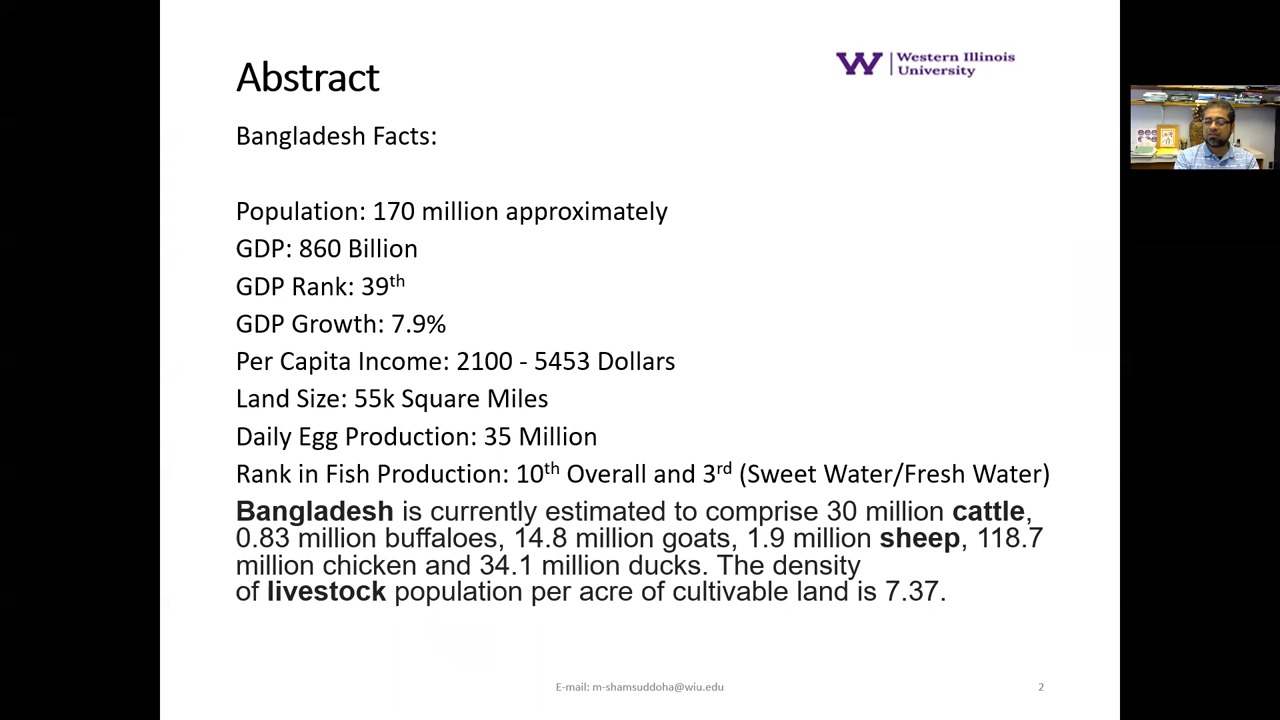 Abstract
Western Illinois
University
Bangladesh Facts:
Population: 170 million approximately
GDP: 860 Billion
GDP Rank: 39th
GDP Growth: 7.9%
Per Capita Income: 2100 - 5453 Dollars
Land Size: 55k Square Miles
Daily Egg Production: 35 Million
Rank in Fish Production: 10th Overall and 3rd (Sweet Water/Fresh Water)
Bangladesh is currently estimated to comprise 30 million cattle,
0.83 million buffaloes, 14.8 million goats, 1.9 million sheep, 118.7
million chicken and 34.1 million ducks. The density
of livestock population per acre of cultivable land is 7.37.
E-mail: m-shamsuddoha@wiu.edu
2